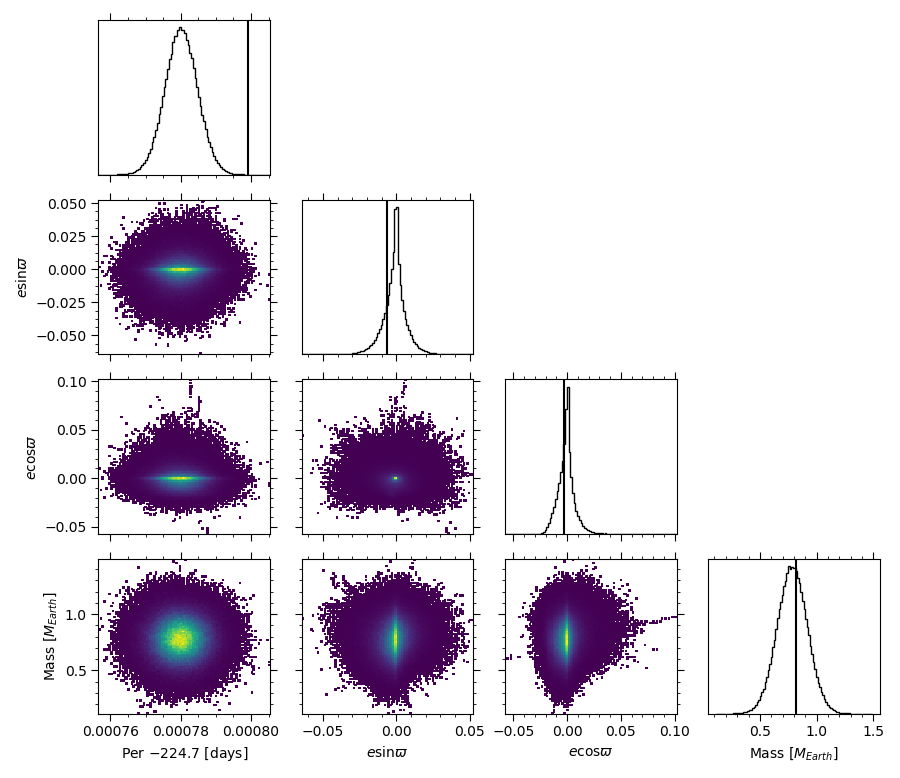 0.050
0.025
0.000
−0.025
−0.050
esinϖ
0.10
0.05
0.00
−0.05
ecosϖ
1.0
0.5
Mass [M_Earth]
0.00076 0.00078 0.00080
−0.05 0.00 0.05
−0.05 0.00 0.05 0.10
0.5 1.0 1.5
Per −224.7 [days]
esinϖ
ecosϖ
Mass [M_Earth]